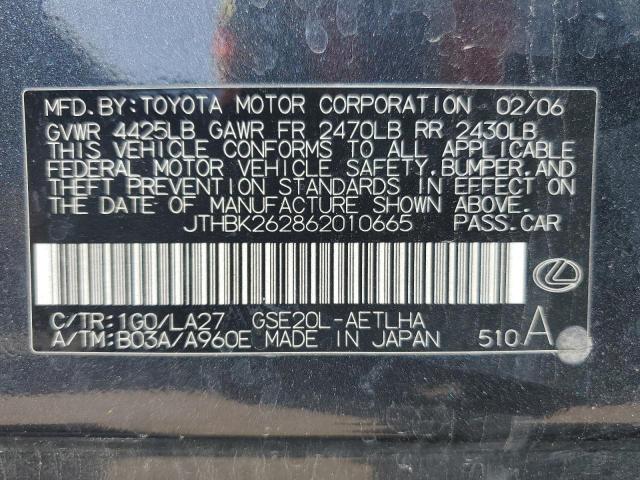 MFD.BY:TOYOTA MOTOR CORPORATION 02/06
GVWR 4425LB GAWR FR 2470LB RR 2430LB
THIS VEHICLE CONFORMS TO ALL APPLICABLE
FEDERAL MOTOR VEHICLE SAFETY,BUMPER,AND
THEFT PREVENTION STANDARDS IN EFFECT ON
THE DATE OF MANUFACTURE SHOWN ABOVE.
JTHBK262862010665 PASS.CAR
C/TR:1G0/LA27 GSE20L-AETLHA
A/TM:B03A/A960E MADE IN JAPAN 510 A